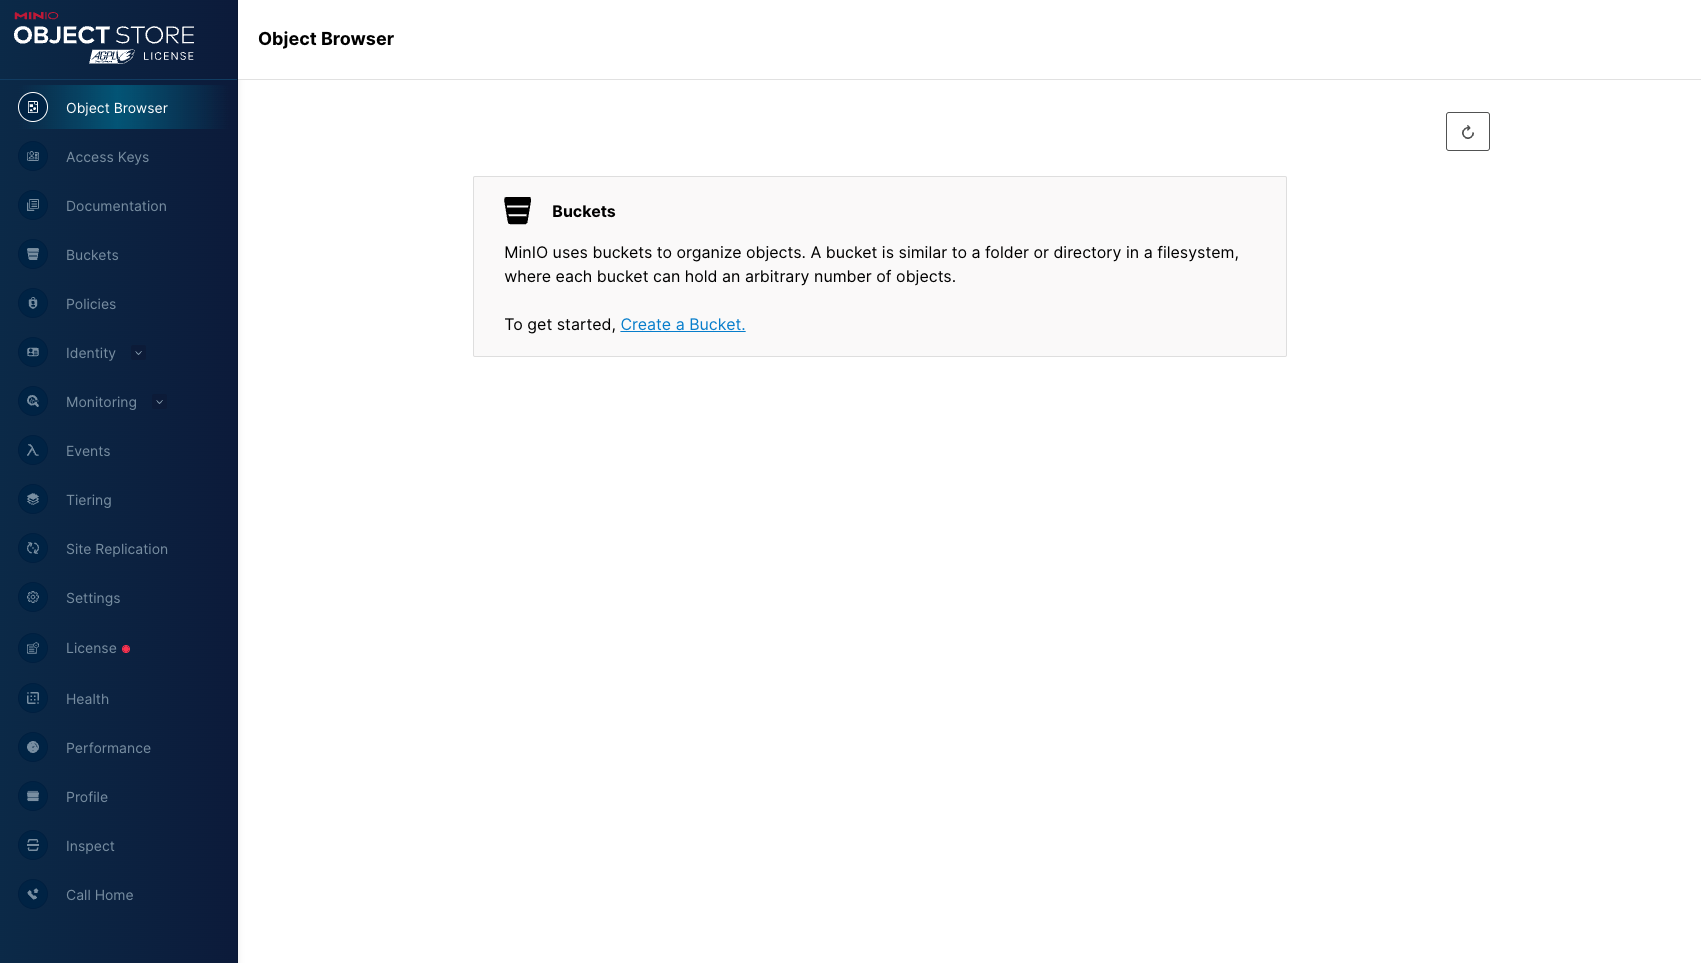 MINIO
OBJECT STORE
AGPLv3 LICENSE
Object Browser
Access Keys
Documentation
Buckets
Policies
Identity
Monitoring
Events
Tiering
Site Replication
Settings
License
Health
Performance
Profile
Inspect
Call Home
Object Browser
Buckets
MinIO uses buckets to organize objects. A bucket is similar to a folder or directory in a filesystem,
where each bucket can hold an arbitrary number of objects.
To get started, Create a Bucket.